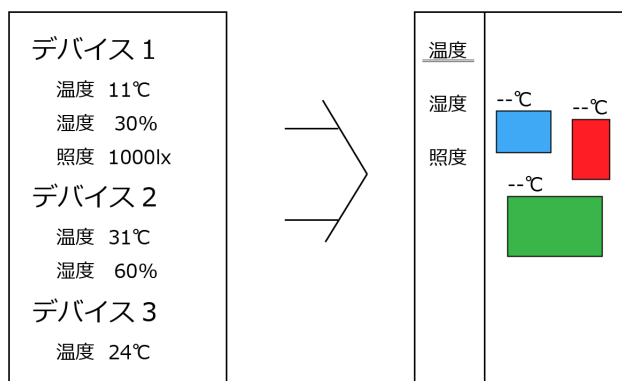 デバイス1
温度 11℃
湿度 30%
照度 1000lx
デバイス2
温度 31℃
湿度 60%
デバイス3
温度 24℃
温度
湿度
照度
--℃
--℃
--℃